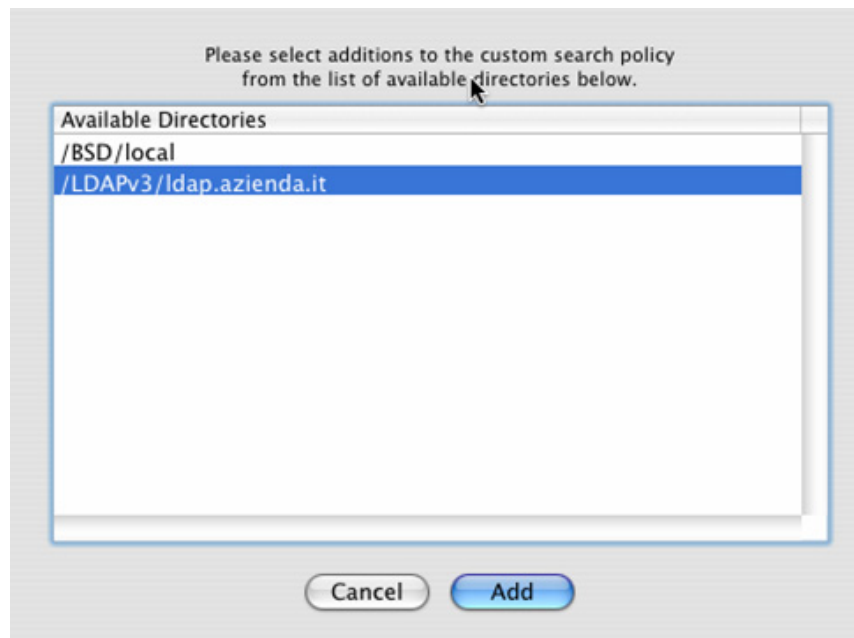 Please select additions to the custom search policy
from the list of available directories below.
Available Directories
/BSD/local
/LDAPv3/ldap.azienda.it
Cancel
Add